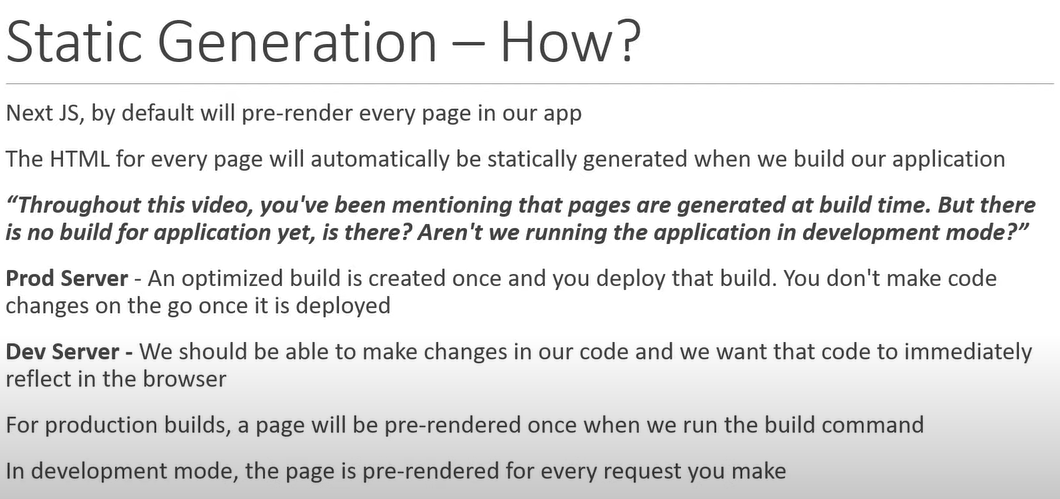 Static Generation – How?
Next JS, by default will pre-render every page in our app
The HTML for every page will automatically be statically generated when we build our application
“Throughout this video, you've been mentioning that pages are generated at build time. But there
is no build for application yet, is there? Aren't we running the application in development mode?”
Prod Server - An optimized build is created once and you deploy that build. You don't make code
changes on the go once it is deployed
Dev Server - We should be able to make changes in our code and we want that code to immediately
reflect in the browser
For production builds, a page will be pre-rendered once when we run the build command
In development mode, the page is pre-rendered for every request you make